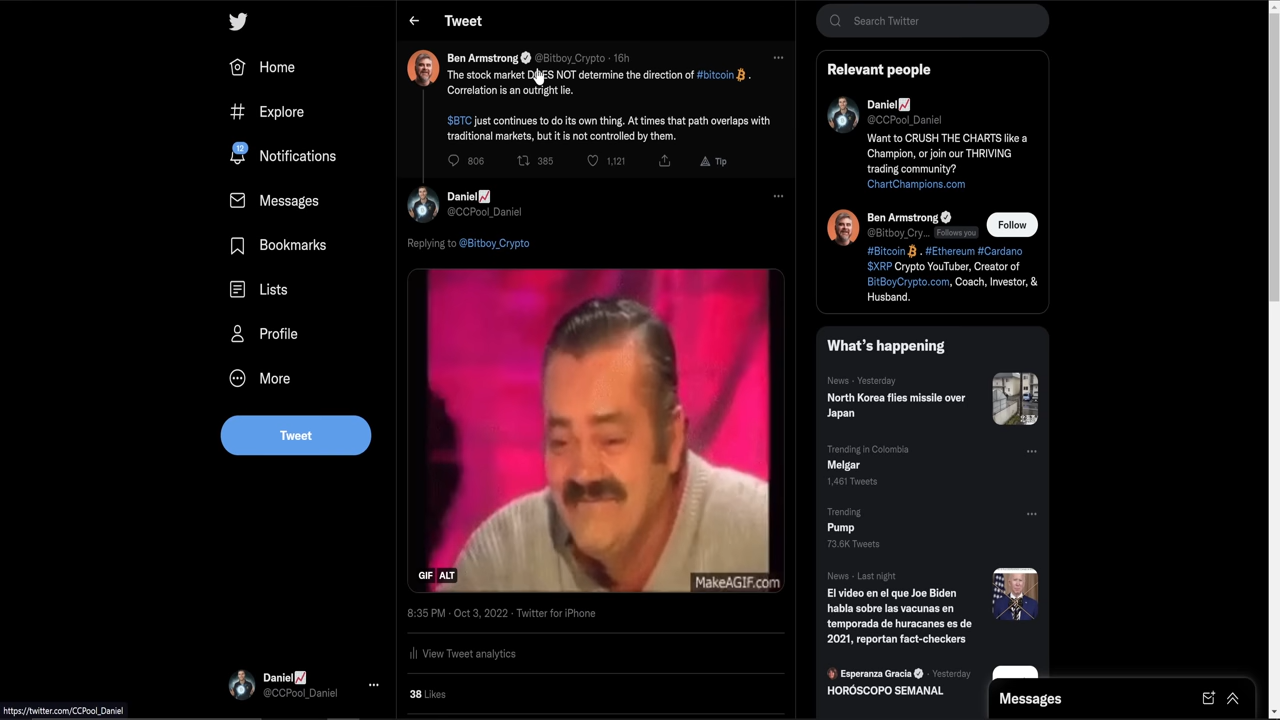 Home
Explore
12
Notifications
Messages
Bookmarks
Lists
Profile
More
Tweet
Daniel📈
@CCPool_Daniel
https://twitter.com/CCPool_Daniel
Tweet
Ben Armstrong @Bitboy_Crypto · 16h
The stock market DOES NOT determine the direction of #bitcoin .
Correlation is an outright lie.
$BTC just continues to do its own thing. At times that path overlaps with
traditional markets, but it is not controlled by them.
806 385 1,121 Tip
Daniel📈
@CCPool_Daniel
Replying to @Bitboy_Crypto
GIF ALT
MakeAGIF.com
8:35 PM · Oct 3, 2022 · Twitter for iPhone
View Tweet analytics
38 Likes
Search Twitter
Relevant people
Daniel📈
@CCPool_Daniel
Want to CRUSH THE CHARTS like a
Champion, or join our THRIVING
trading community?
ChartChampions.com
Ben Armstrong
@Bitboy_Cry... Follows you
Follow
#Bitcoin . #Ethereum #Cardano
$XRP Crypto YouTuber, Creator of
BitBoyCrypto.com, Coach, Investor, &
Husband.
What's happening
News · Yesterday
North Korea flies missile over
Japan
Trending in Colombia
Melgar
1,461 Tweets
Trending
Pump
73.6K Tweets
News · Last night
El video en el que Joe Biden
habla sobre las vacunas en
temporada de huracanes es de
2021, reportan fact-checkers
Esperanza Gracia · Yesterday
HORÓSCOPO SEMANAL
Messages